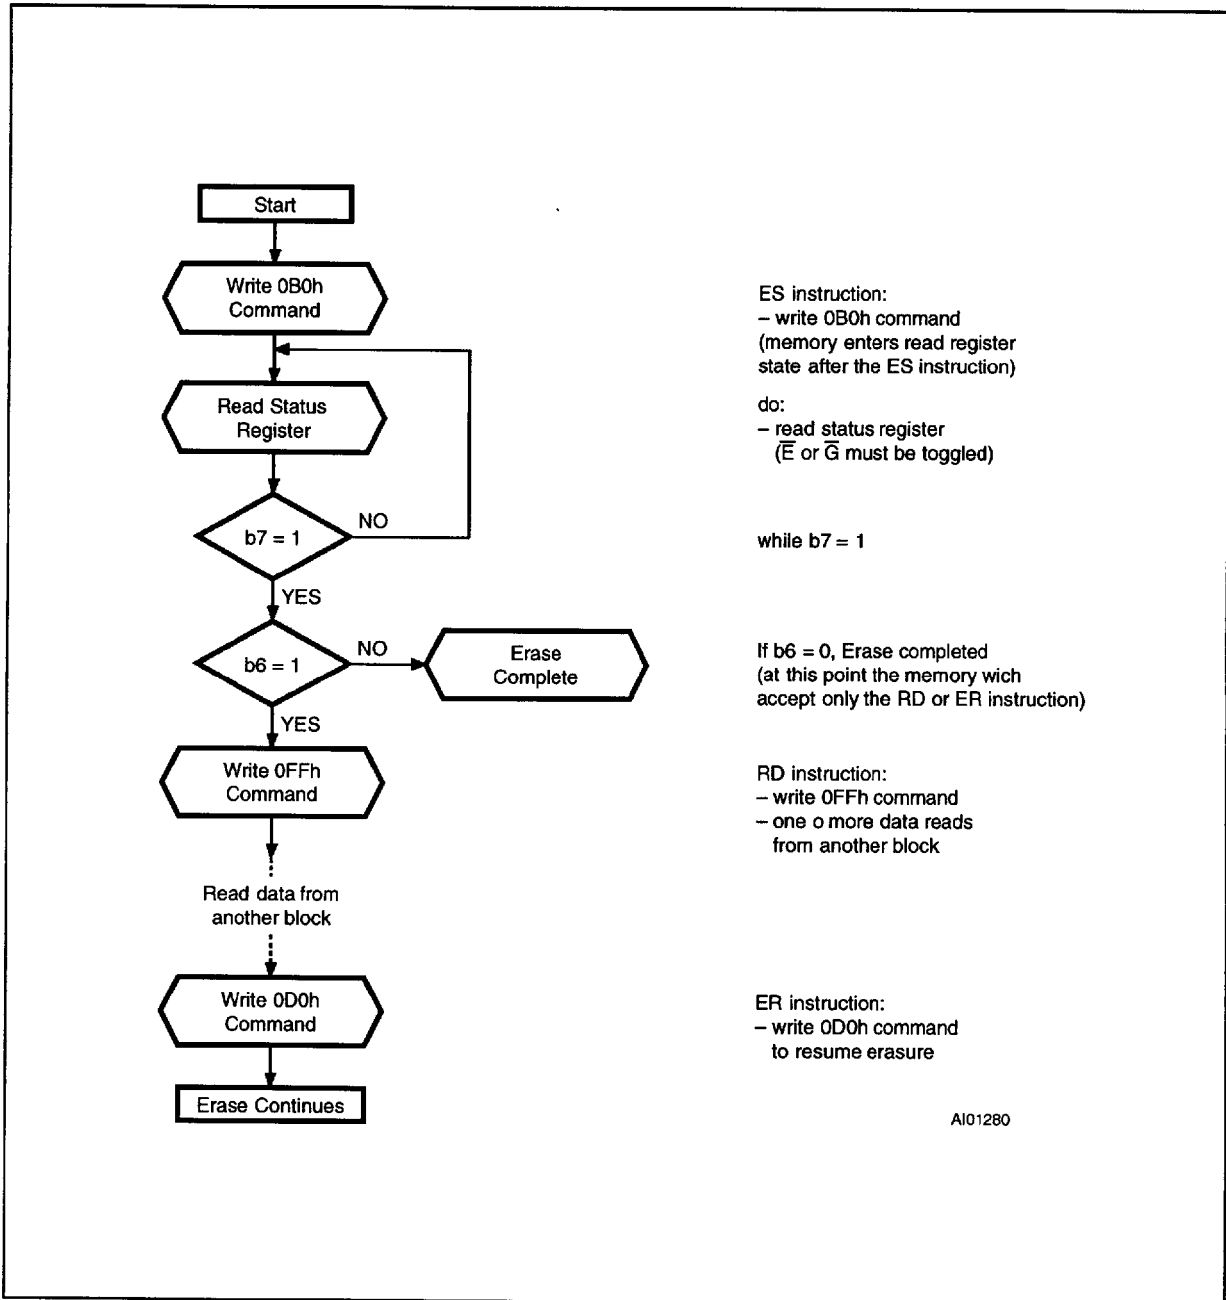 Start
Write 0B0h
Command
Read Status
Register
b7 = 1
NO
YES
b6 = 1
NO
Erase
Complete
YES
Write 0FFh
Command
Read data from
another block
Write 0D0h
Command
Erase Continues
ES instruction:
– write 0B0h command
(memory enters read register
state after the ES instruction)
do:
– read status register
(E̅ or G̅ must be toggled)
while b7 = 1
If b6 = 0, Erase completed
(at this point the memory wich
accept only the RD or ER instruction)
RD instruction:
– write 0FFh command
– one o more data reads
from another block
ER instruction:
– write 0D0h command
to resume erasure
AI01280